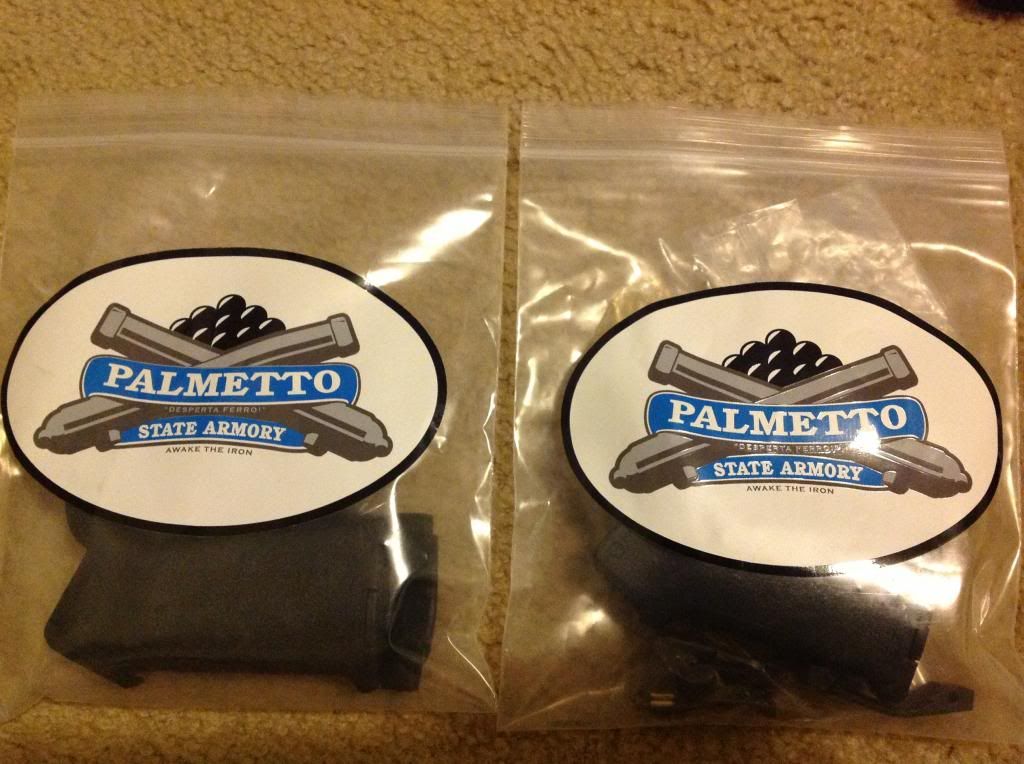 PALMETTO
"DESPERTA FERRO!"
STATE ARMORY
AWAKE THE IRON
PALMETTO
"DESPERTA FERRO!"
STATE ARMORY
AWAKE THE IRON